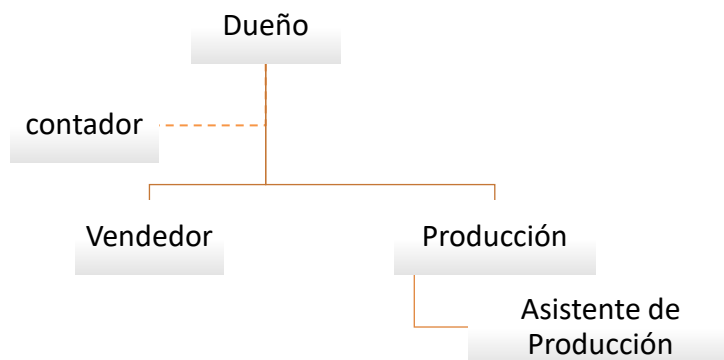 Dueño
contador
Vendedor
Producción
Asistente de
Producción